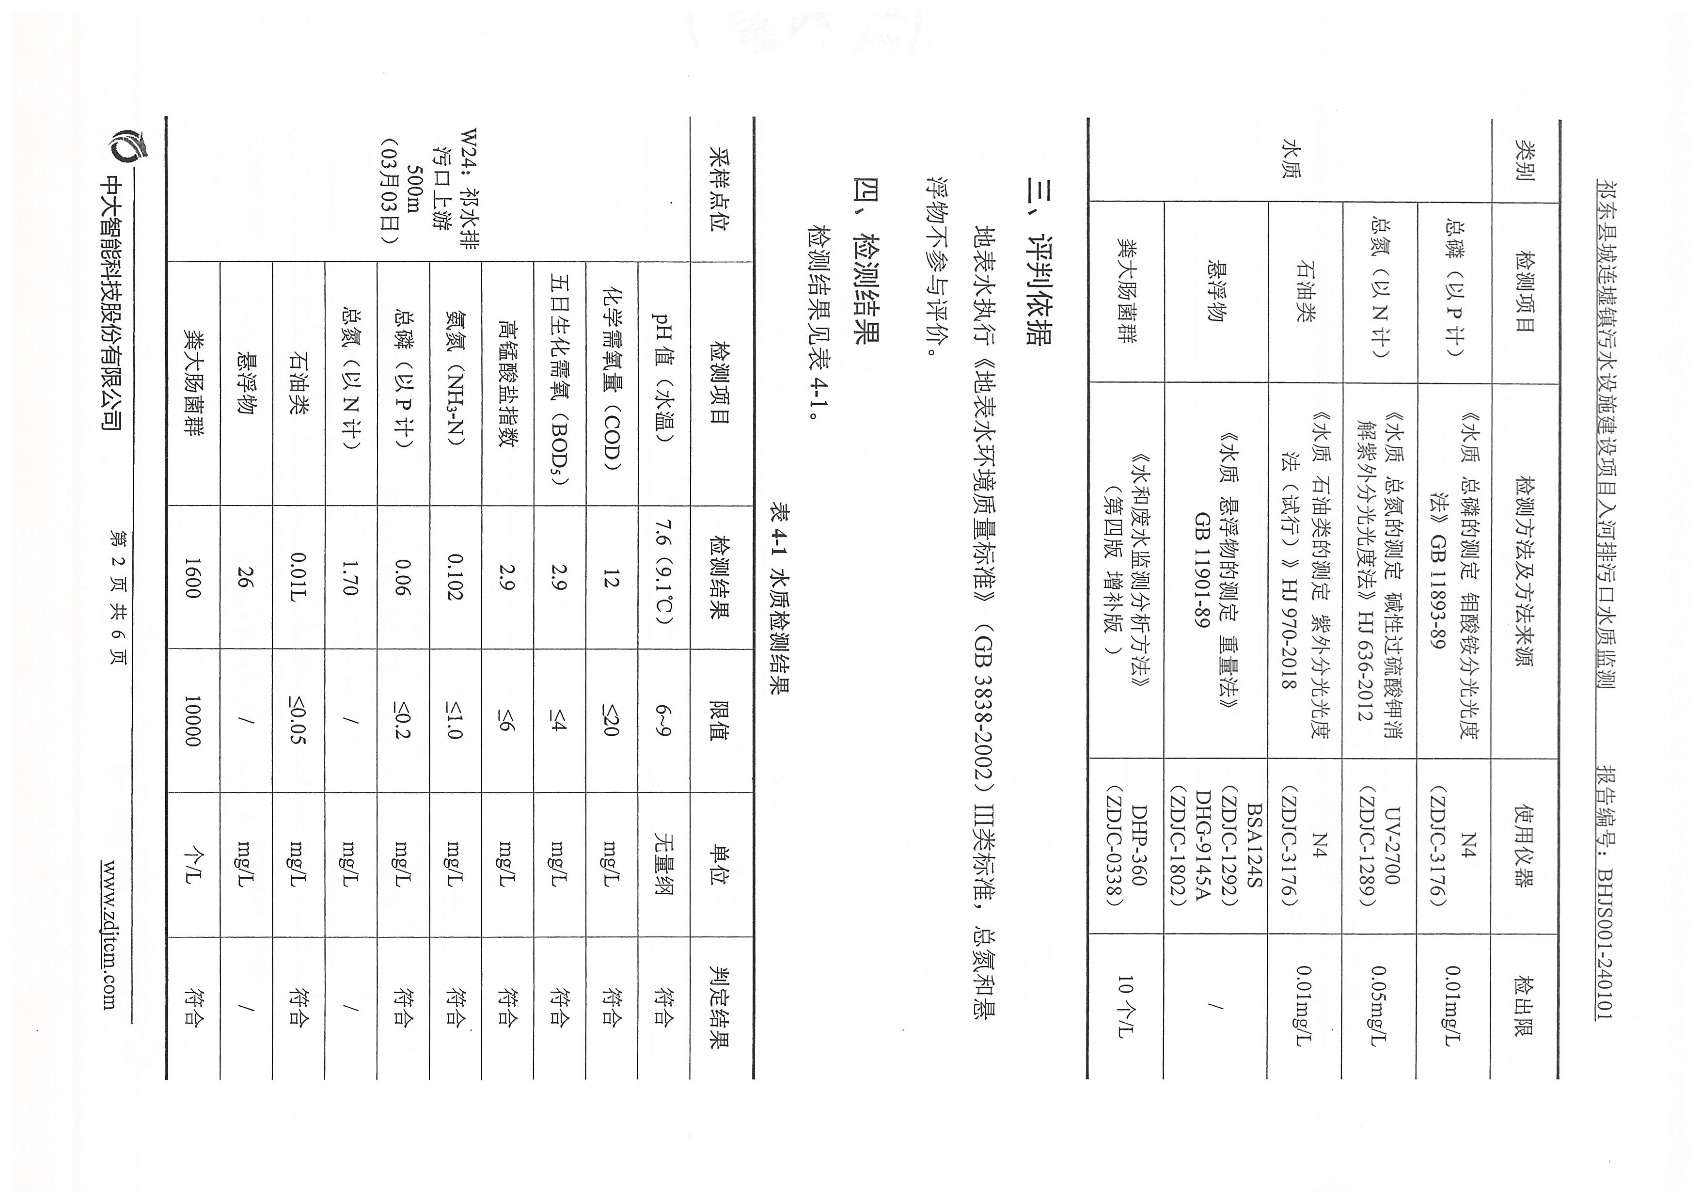 祁东县城连墟镇污水设施建设项目入河排污口水质监测 报告编号：BHJS001-240101
类别 检测项目 检测方法及方法来源 使用仪器 检出限
水质
总磷（以 P 计） 《水质 总磷的测定 钼酸铵分光光度法》GB 11893-89 N4 (ZDJC-3176) 0.01mg/L
总氮（以 N 计） 《水质 总氮的测定 碱性过硫酸钾消解紫外分光光度法》HJ 636-2012 UV-2700 (ZDJC-1289) 0.05mg/L
石油类 《水质 石油类的测定 紫外分光光度法（试行）》HJ 970-2018 N4 (ZDJC-3176) 0.01mg/L
悬浮物 《水质 悬浮物的测定 重量法》GB 11901-89 BSA124S (ZDJC-1292) DHG-9145A (ZDJC-1802) /
粪大肠菌群 《水和废水监测分析方法》（第四版 增补版 ） DHP-360 (ZDJC-0338) 10 个/L
三、评判依据
地表水执行《地表水环境质量标准》（GB 3838-2002）III类标准，总氮和悬
浮物不参与评价。
四、检测结果
检测结果见表 4-1。
表 4-1 水质检测结果
采样点位 检测项目 检测结果 限值 单位 判定结果
W24：祁水排
污口上游
500m
（03月03日）
pH 值（水温） 7.6（9.1℃） 6~9 无量纲 符合
化学需氧量（COD） 12 ≤20 mg/L 符合
五日生化需氧（BOD₅） 2.9 ≤4 mg/L 符合
高锰酸盐指数 2.9 ≤6 mg/L 符合
氨氮（NH₃-N） 0.102 ≤1.0 mg/L 符合
总磷（以 P 计） 0.06 ≤0.2 mg/L 符合
总氮（以 N 计） 1.70 / mg/L /
石油类 0.01L ≤0.05 mg/L 符合
悬浮物 26 / mg/L /
粪大肠菌群 1600 10000 个/L 符合
中大智能科技股份有限公司 第 2 页 共 6 页 www.zdjtcm.com